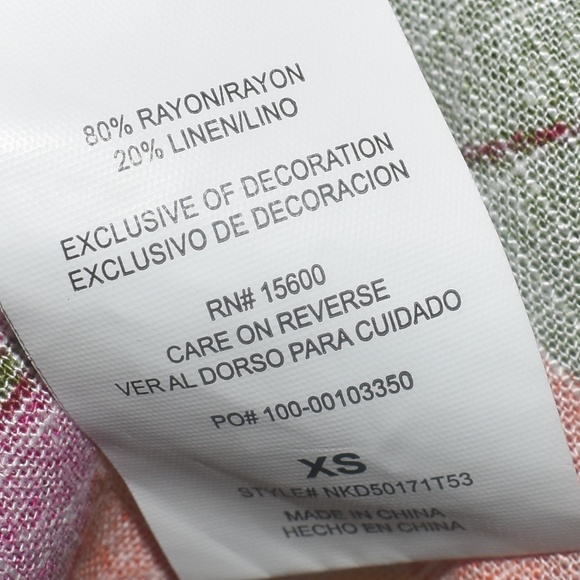 80% RAYON/RAYON
20% LINEN/LINO
EXCLUSIVE OF DECORATION
EXCLUSIVO DE DECORACION
RN# 15600
CARE ON REVERSE
VER AL DORSO PARA CUIDADO
PO# 100-00103350
XS
STYLE# NKD50171T53
MADE IN CHINA
HECHO EN CHINA